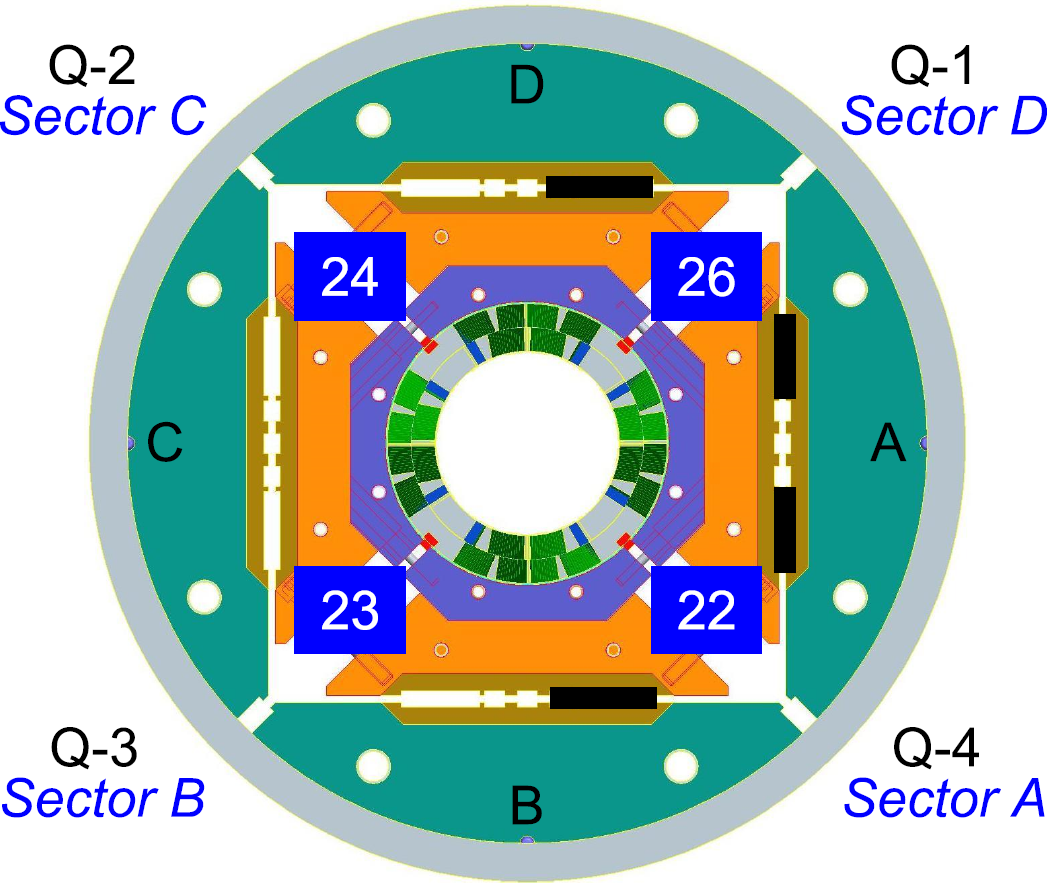 Q-2
Sector C
D
Q-1
Sector D
24
26
C
A
23
22
Q-3
Sector B
B
Q-4
Sector A